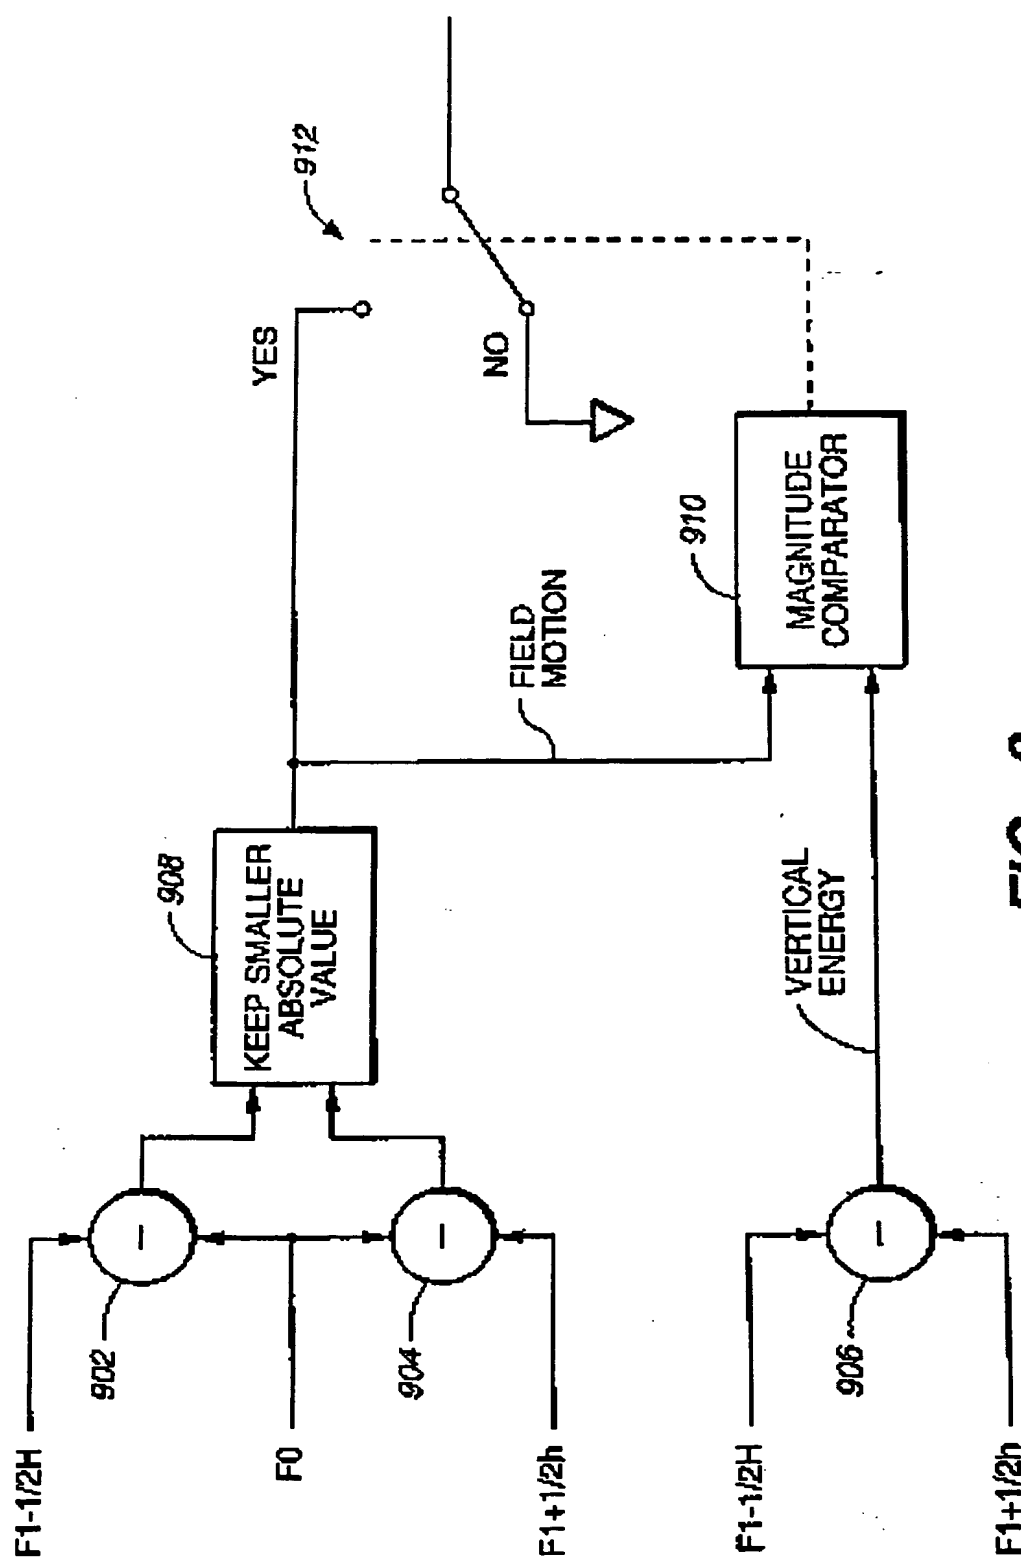 F1-1/2H
902
F0
904
F1+1/2h
KEEP SMALLER
ABSOLUTE
VALUE
908
YES
912
NO
FIELD
MOTION
910
MAGNITUDE
COMPARATOR
F1-1/2H
906
F1+1/2h
VERTICAL
ENERGY